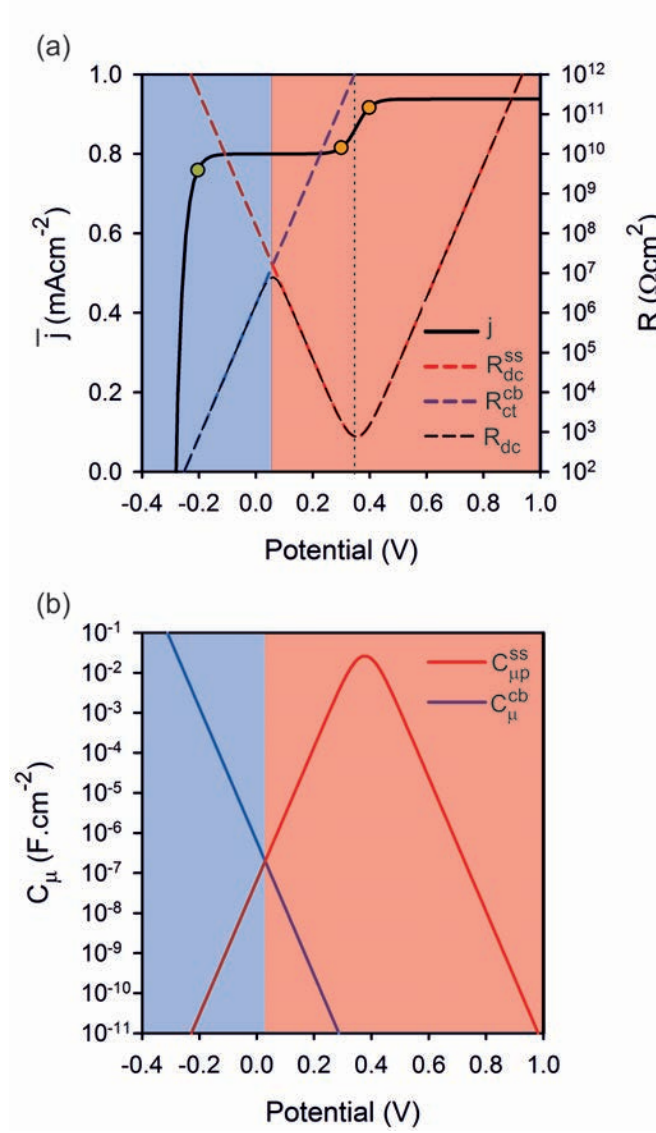 (a)
1.0
0.8
0.6
0.4
0.2
0.0
j̅ (mAcm⁻²)
10¹²
10¹¹
10¹⁰
10⁹
10⁸
10⁷
10⁶
10⁵
10⁴
10³
10²
R (Ωcm²)
j
R_dc^ss
R_ct^cb
R_dc
-0.4 -0.2 0.0 0.2 0.4 0.6 0.8 1.0
Potential (V)
(b)
10⁻¹
10⁻²
10⁻³
10⁻⁴
10⁻⁵
10⁻⁶
10⁻⁷
10⁻⁸
10⁻⁹
10⁻¹⁰
10⁻¹¹
C_μ (F.cm⁻²)
C_μp^ss
C_μ^cb
-0.4 -0.2 0.0 0.2 0.4 0.6 0.8 1.0
Potential (V)